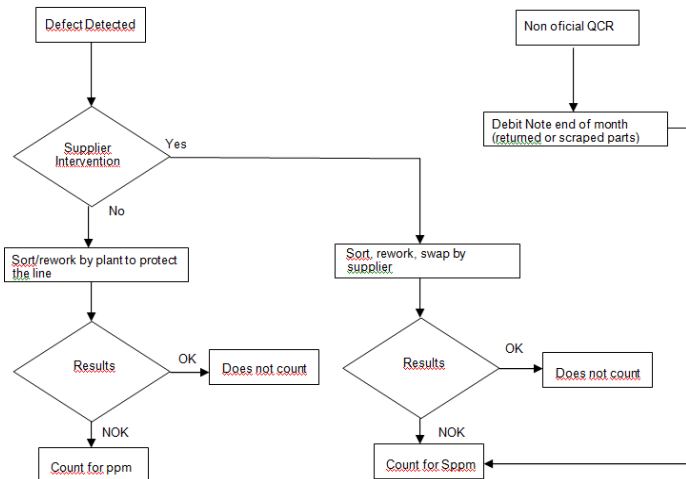 Defect Detected
Non oficial QCR
Debit Note end of month
(returned or scraped parts)
Supplier
Intervention
Yes
No
Sort/rework by plant to protect
the line
Sort, rework, swap by
supplier
Results
OK
Does not count
Results
OK
Does not count
NOK
NOK
Count for ppm
Count for Sppm